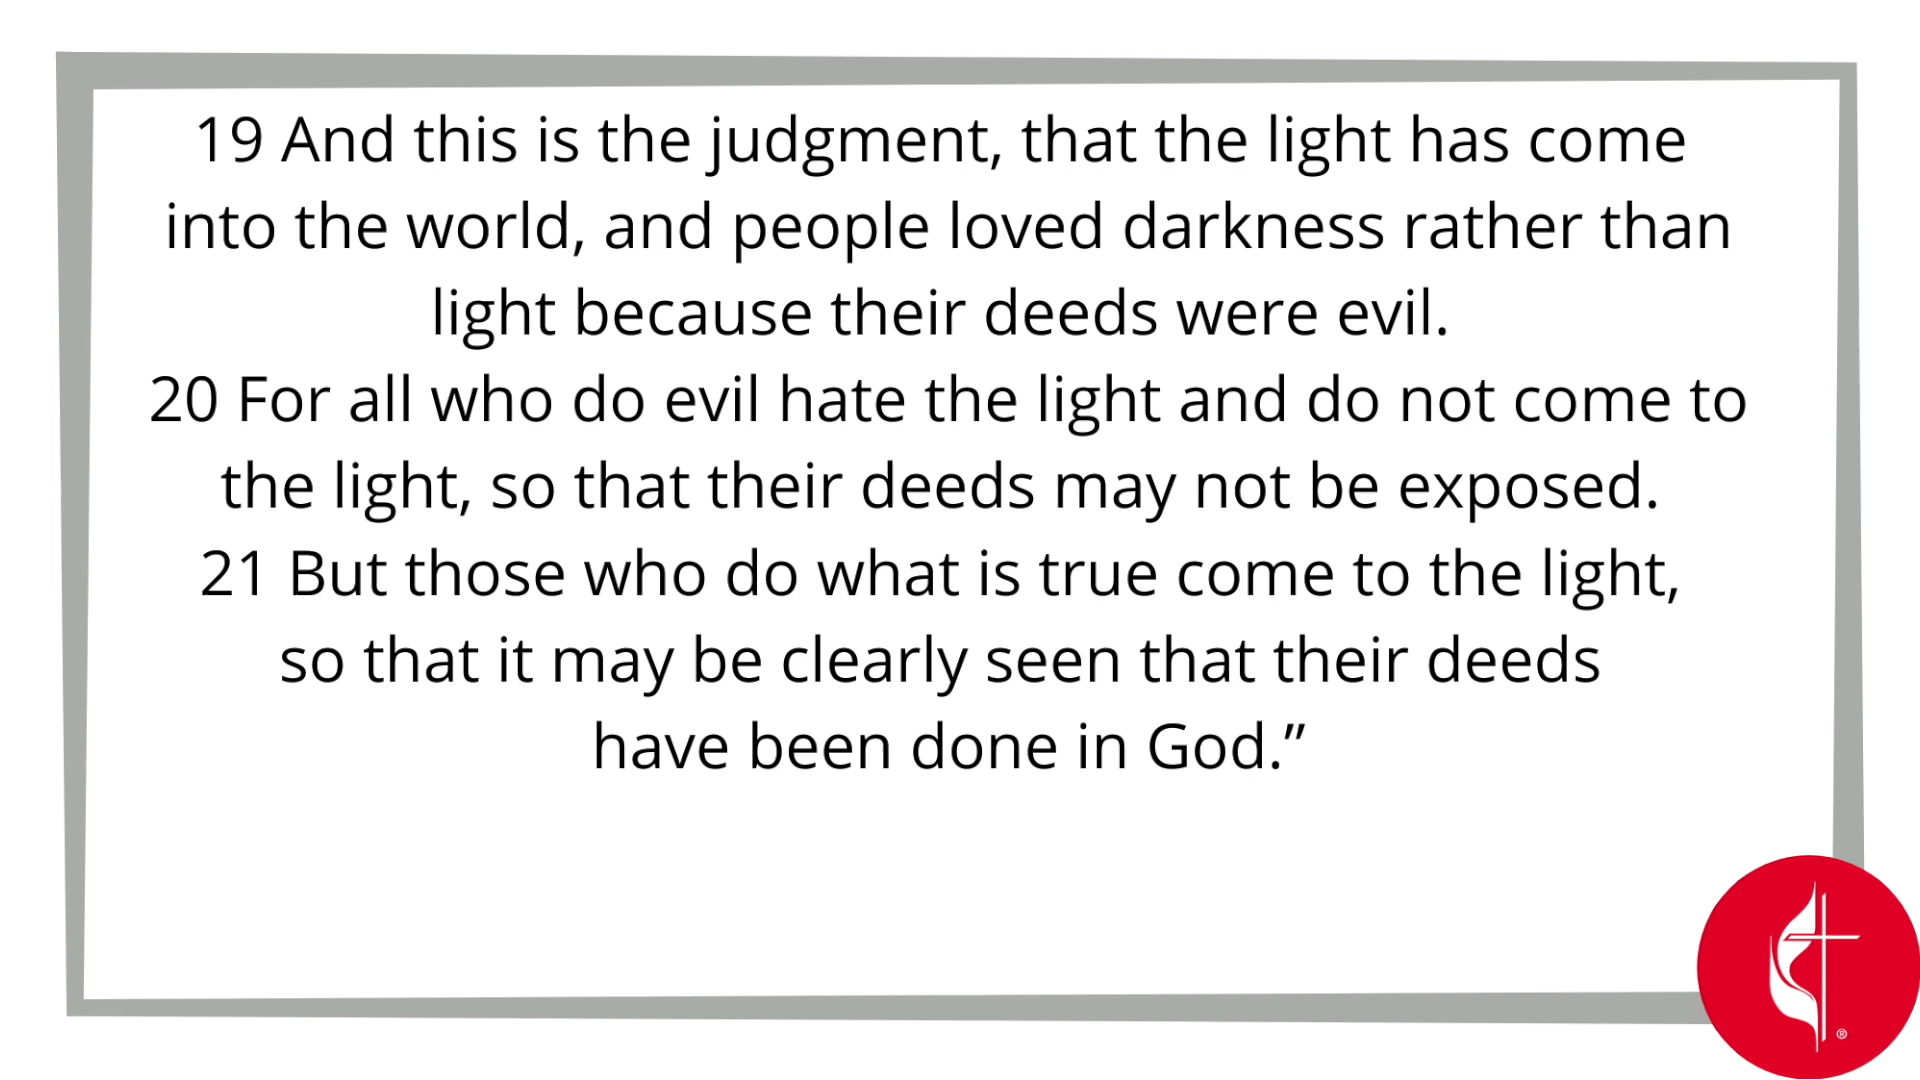 19 And this is the judgment, that the light has come
into the world, and people loved darkness rather than
light because their deeds were evil.
20 For all who do evil hate the light and do not come to
the light, so that their deeds may not be exposed.
21 But those who do what is true come to the light,
so that it may be clearly seen that their deeds
have been done in God.”
®